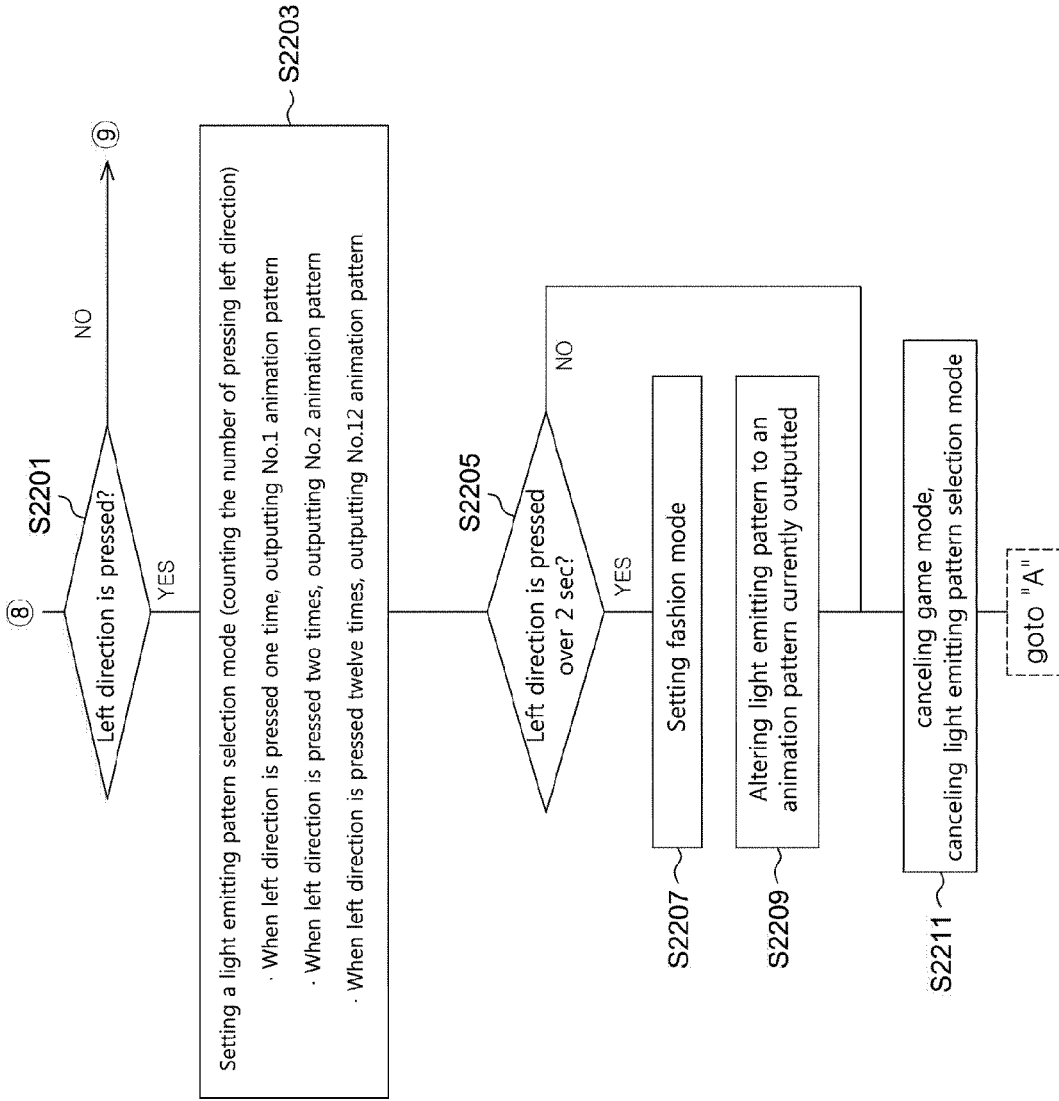 ⑧
S2201
Left direction is pressed?
NO
⑨
YES
S2203
Setting a light emitting pattern selection mode (counting the number of pressing left direction)
· When left direction is pressed one time, outputting No.1 animation pattern
· When left direction is pressed two times, outputting No.2 animation pattern
· When left direction is pressed twelve times, outputting No.12 animation pattern
S2205
Left direction is pressed
over 2 sec?
NO
YES
S2207
Setting fashion mode
S2209
Altering light emitting pattern to an
animation pattern currently outputted
S2211
canceling game mode,
canceling light emitting pattern selection mode
goto "A"